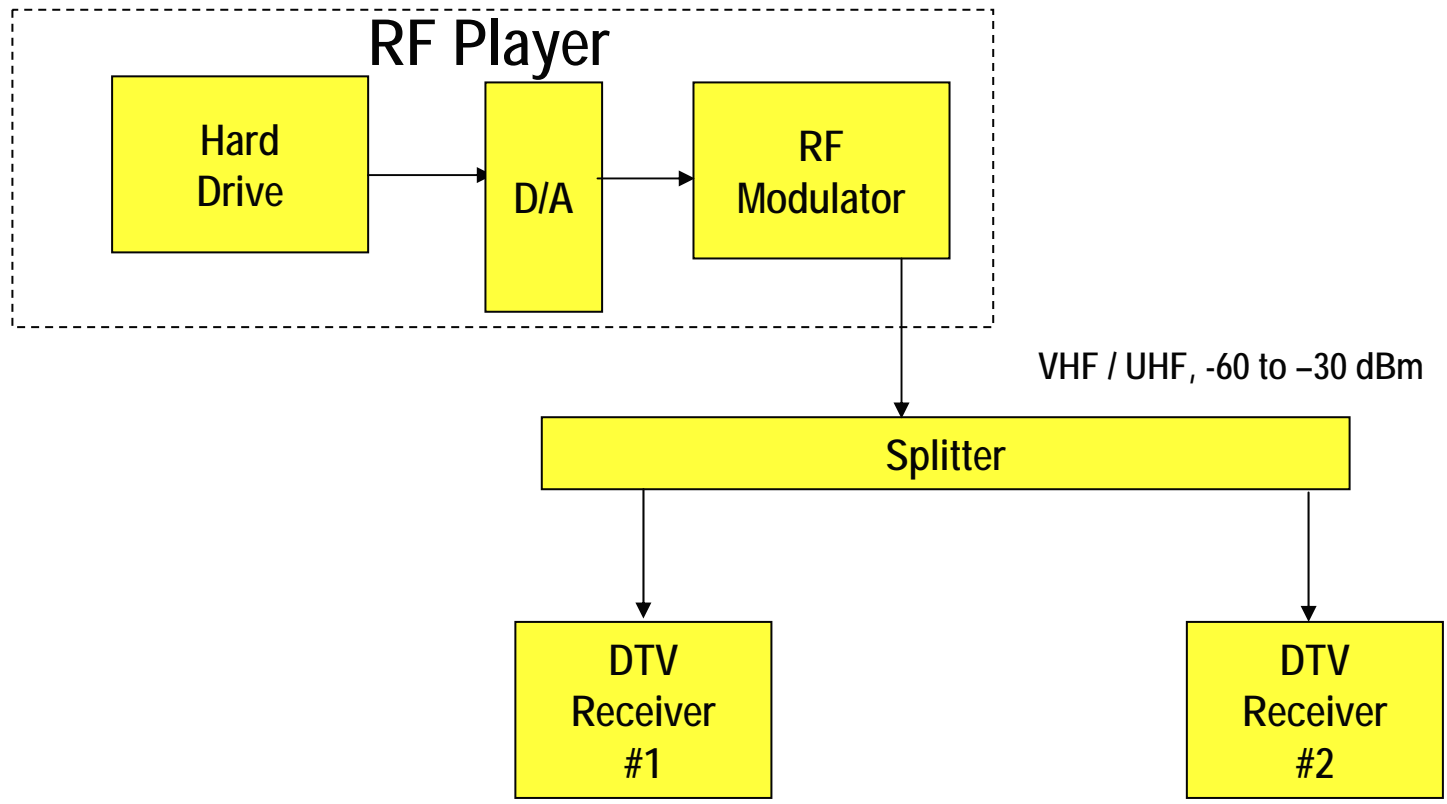 RF Player
Hard
Drive
D/A
RF
Modulator
VHF / UHF, -60 to –30 dBm
Splitter
DTV
Receiver
#1
DTV
Receiver
#2